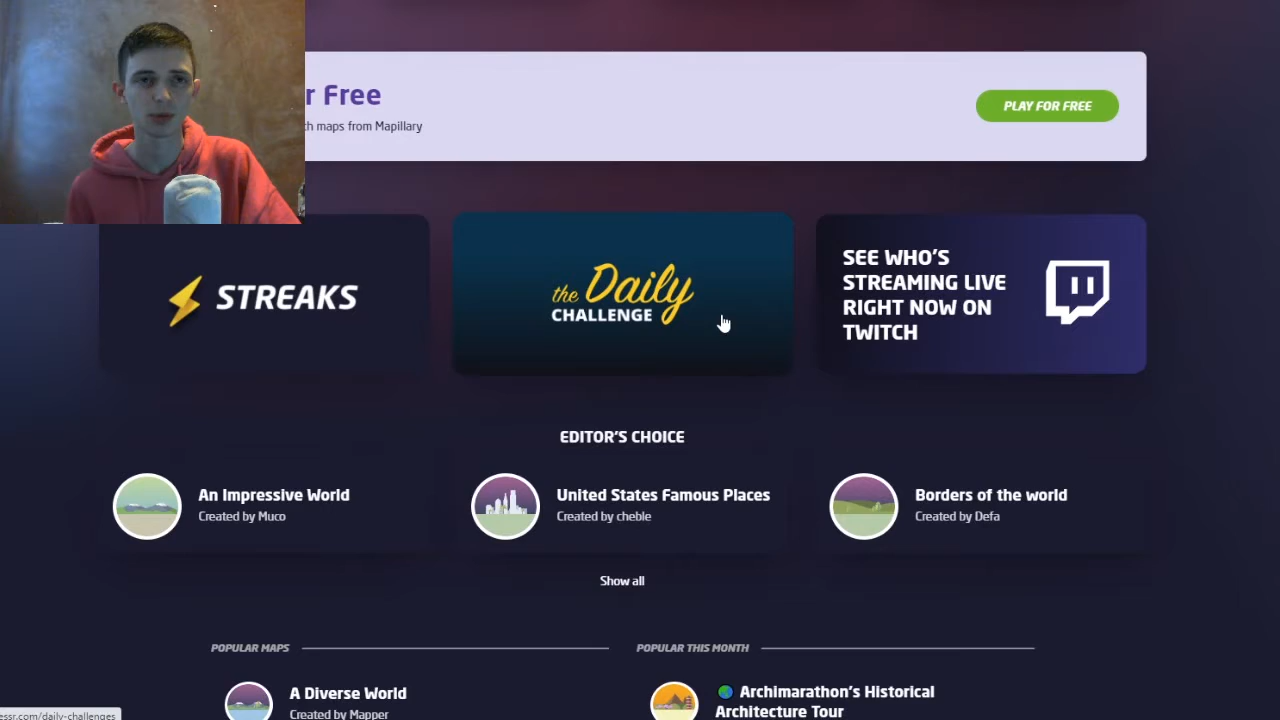 r Free
PLAY FOR FREE
ch maps from Mapillary
STREAKS
the Daily
CHALLENGE
SEE WHO'S
STREAMING LIVE
RIGHT NOW ON
TWITCH
EDITOR'S CHOICE
An Impressive World
Created by Muco
United States Famous Places
Created by cheble
Borders of the world
Created by Defa
Show all
POPULAR MAPS
POPULAR THIS MONTH
A Diverse World
Created by Mapper
Archimarathon's Historical
Architecture Tour
essr.com/daily-challenges